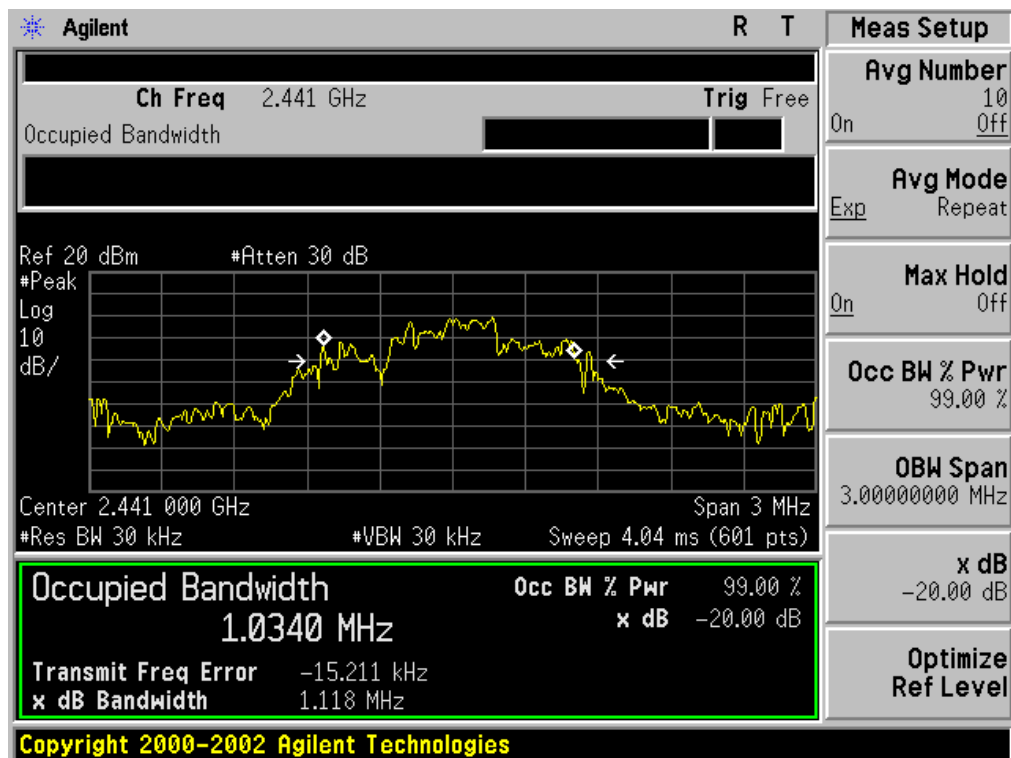 Agilent R T
Ch Freq 2.441 GHz Trig Free
Occupied Bandwidth
Ref 20 dBm #Atten 30 dB
#Peak
Log
10
dB/
Center 2.441 000 GHz Span 3 MHz
#Res BW 30 kHz #VBW 30 kHz Sweep 4.04 ms (601 pts)
Occupied Bandwidth Occ BW % Pwr 99.00 %
1.0340 MHz x dB -20.00 dB
Transmit Freq Error -15.211 kHz
x dB Bandwidth 1.118 MHz
Copyright 2000-2002 Agilent Technologies
Meas Setup
Avg Number
10
On Off
Avg Mode
Exp Repeat
Max Hold
On Off
Occ BW % Pwr
99.00 %
OBW Span
3.00000000 MHz
x dB
-20.00 dB
Optimize
Ref Level